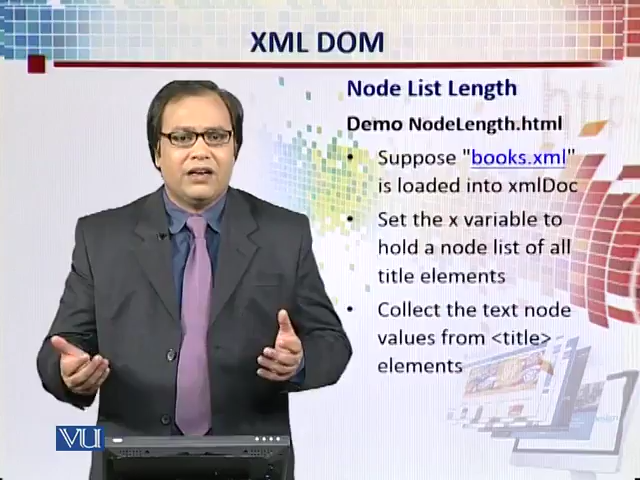 XML DOM
Node List Length
Demo NodeLength.html
• Suppose "books.xml"
is loaded into xmlDoc
• Set the x variable to
hold a node list of all
title elements
• Collect the text node
values from <title>
elements
VU